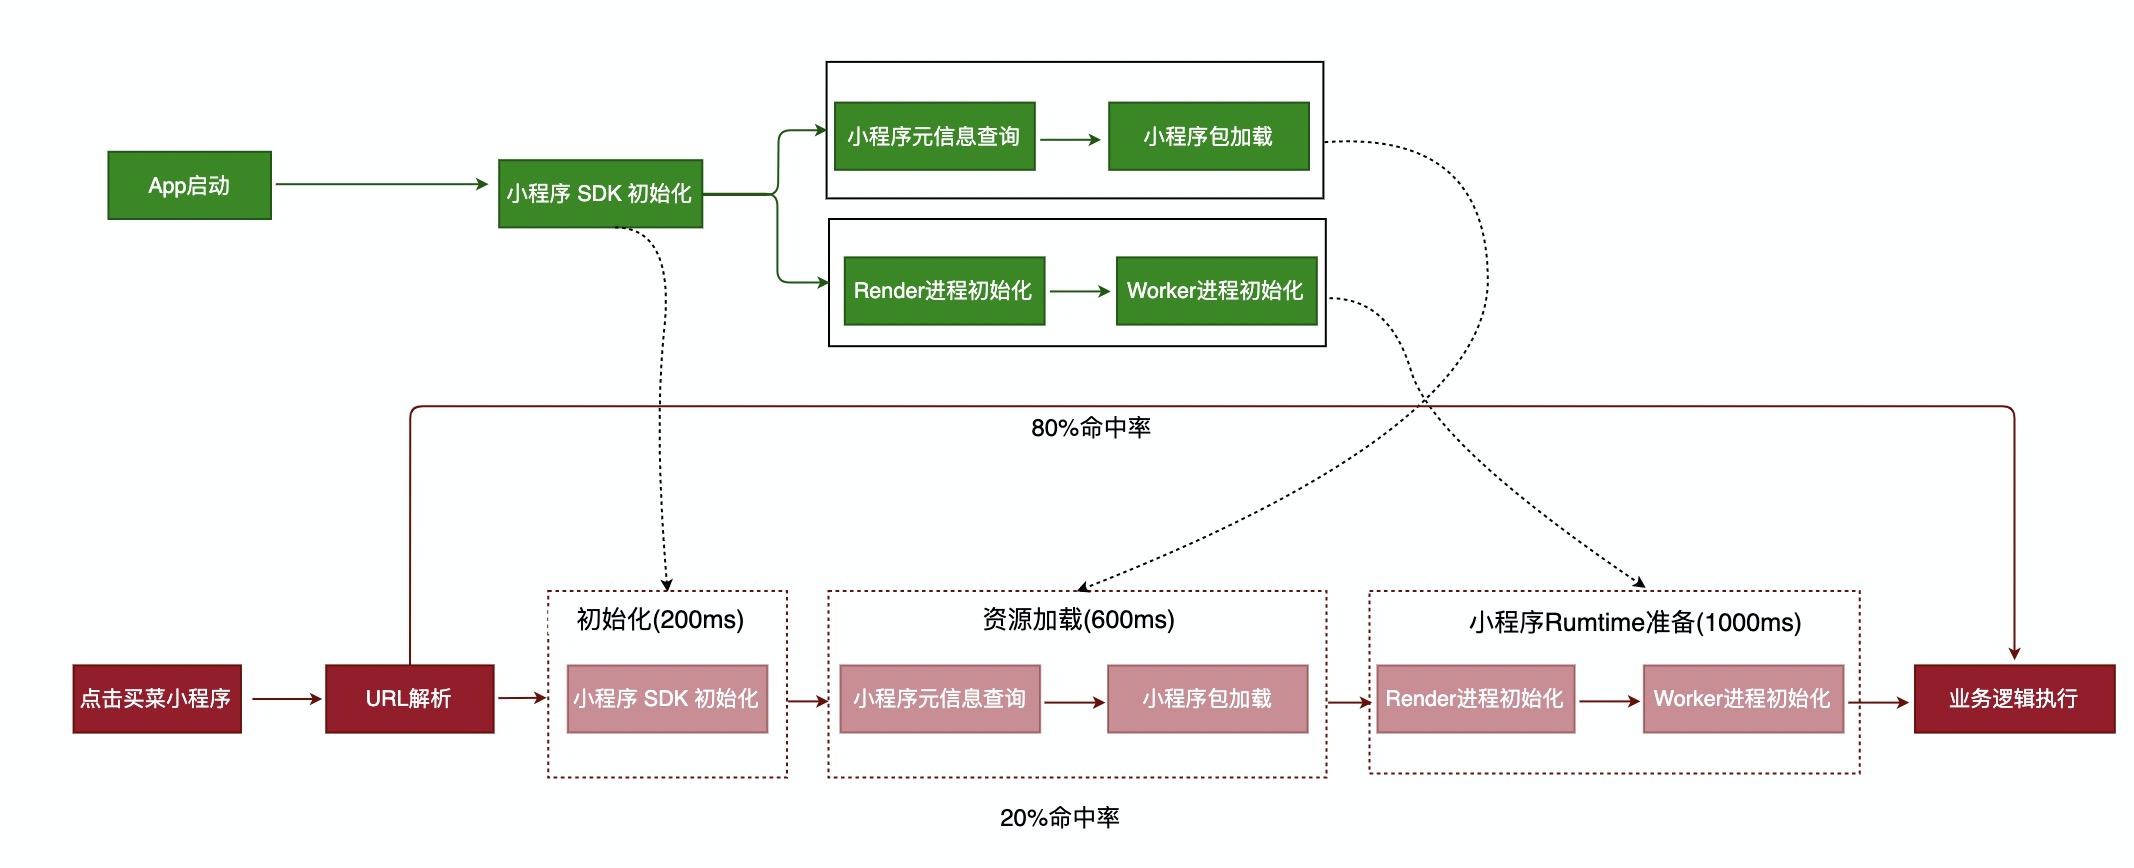 小程序元信息查询
小程序包加载
App启动
小程序 SDK 初始化
Render进程初始化
Worker进程初始化
80%命中率
初始化(200ms)
资源加载(600ms)
小程序Rumtime准备(1000ms)
点击买菜小程序
URL解析
小程序 SDK 初始化
小程序元信息查询
小程序包加载
Render进程初始化
Worker进程初始化
业务逻辑执行
20%命中率